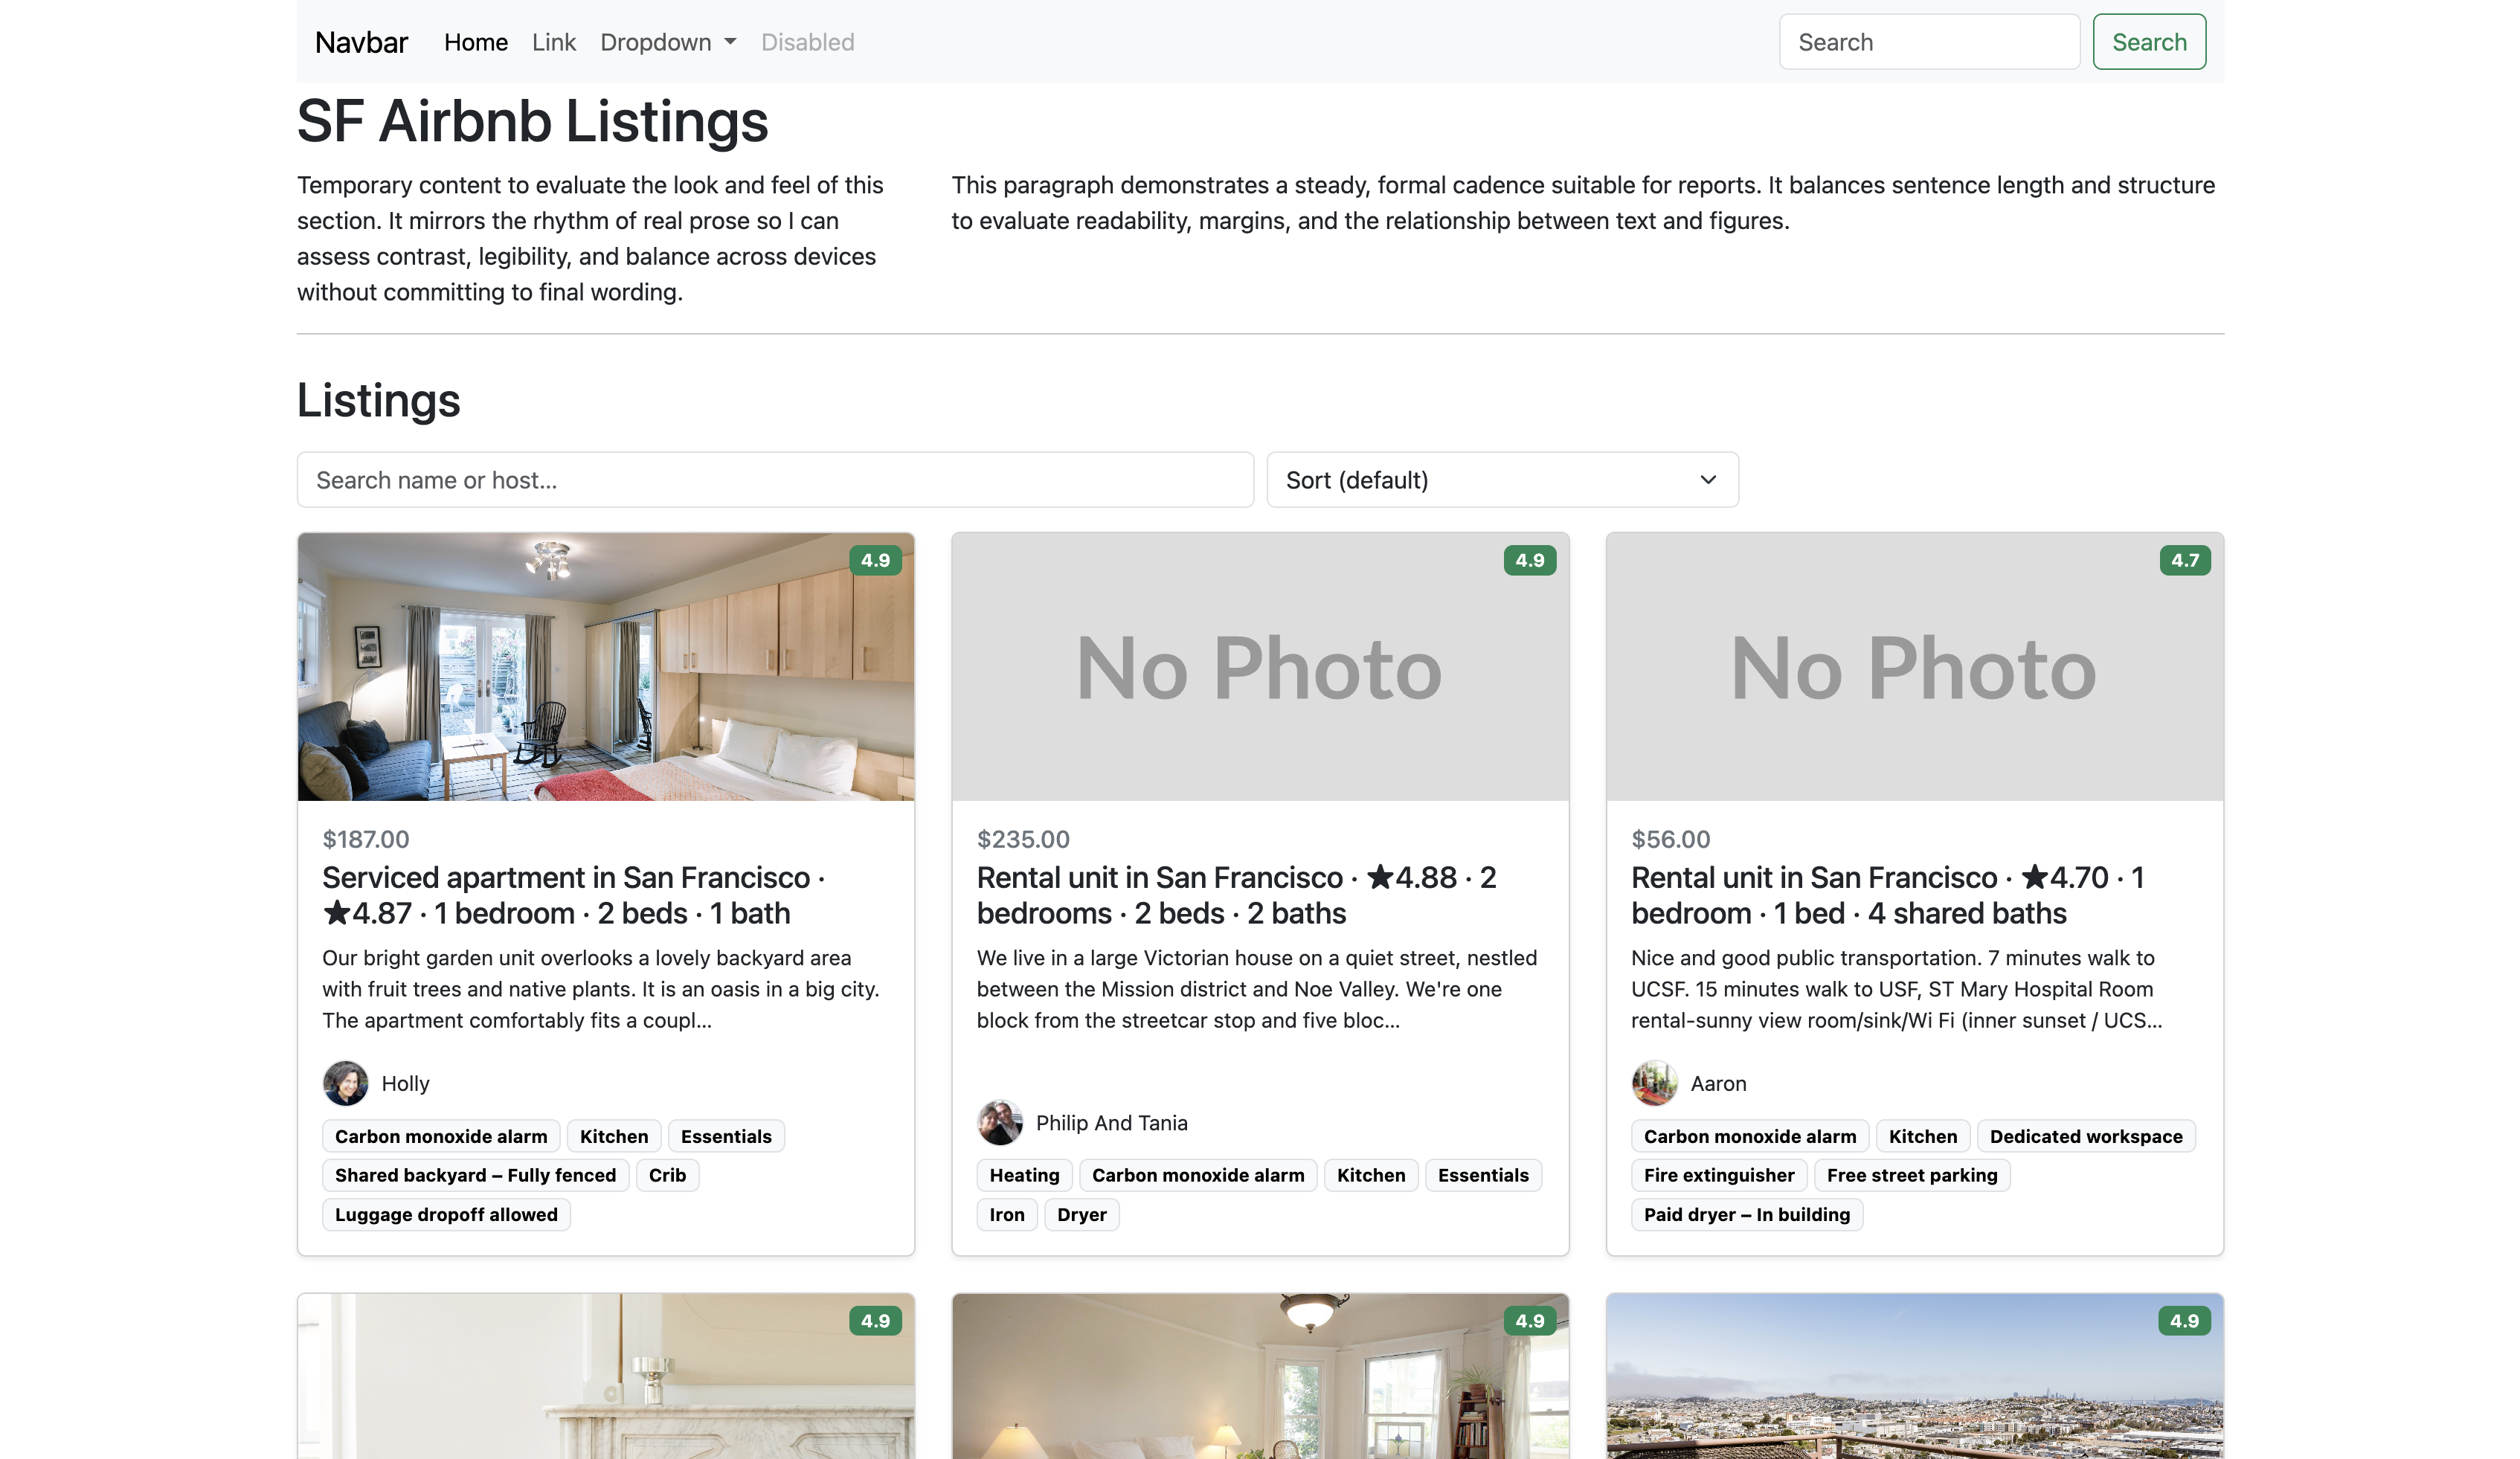 Navbar Home Link Dropdown Disabled Search Search
SF Airbnb Listings
Temporary content to evaluate the look and feel of this
section. It mirrors the rhythm of real prose so I can
assess contrast, legibility, and balance across devices
without committing to final wording.
This paragraph demonstrates a steady, formal cadence suitable for reports. It balances sentence length and structure
to evaluate readability, margins, and the relationship between text and figures.
Listings
Search name or host...
Sort (default)
4.9
$187.00
Serviced apartment in San Francisco ·
★4.87 · 1 bedroom · 2 beds · 1 bath
Our bright garden unit overlooks a lovely backyard area
with fruit trees and native plants. It is an oasis in a big city.
The apartment comfortably fits a coupl...
Holly
Carbon monoxide alarm Kitchen Essentials
Shared backyard – Fully fenced Crib
Luggage dropoff allowed
4.9
No Photo
$235.00
Rental unit in San Francisco · ★4.88 · 2
bedrooms · 2 beds · 2 baths
We live in a large Victorian house on a quiet street, nestled
between the Mission district and Noe Valley. We're one
block from the streetcar stop and five bloc...
Philip And Tania
Heating Carbon monoxide alarm Kitchen Essentials
Iron Dryer
4.7
No Photo
$56.00
Rental unit in San Francisco · ★4.70 · 1
bedroom · 1 bed · 4 shared baths
Nice and good public transportation. 7 minutes walk to
UCSF. 15 minutes walk to USF, ST Mary Hospital Room
rental-sunny view room/sink/Wi Fi (inner sunset / UCS...
Aaron
Carbon monoxide alarm Kitchen Dedicated workspace
Fire extinguisher Free street parking
Paid dryer – In building
4.9
4.9
4.9